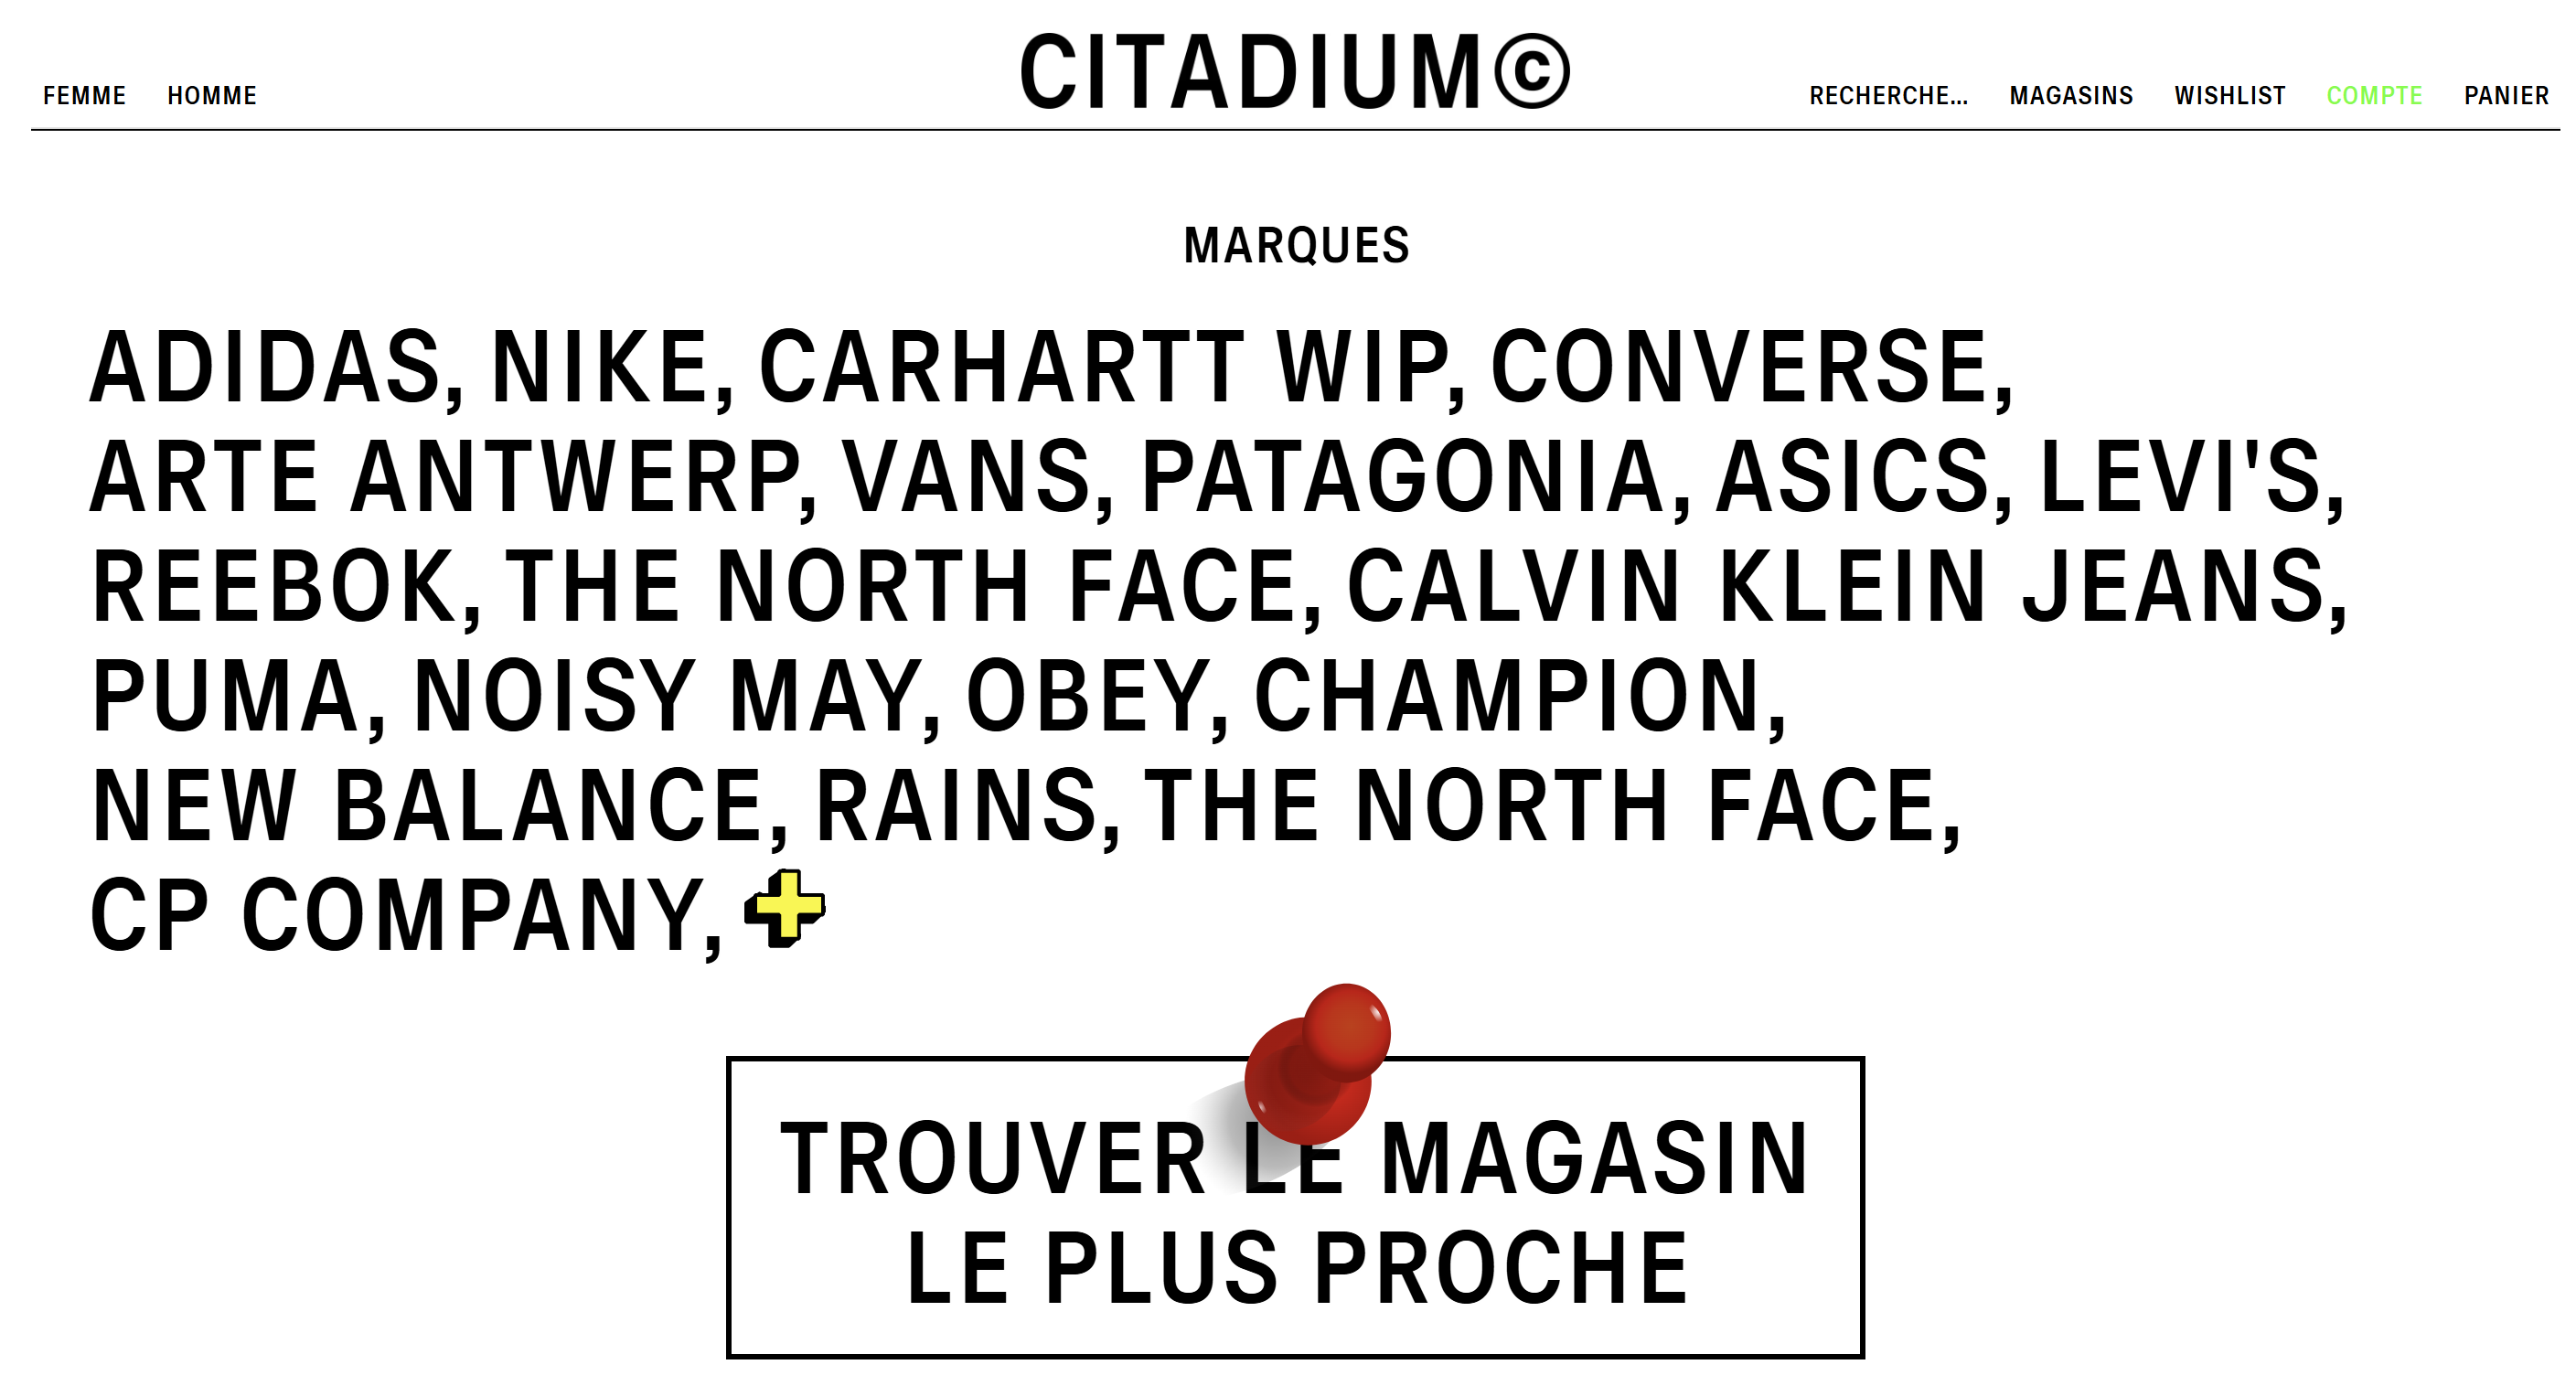 CITADIUM©
FEMME HOMME RECHERCHE... MAGASINS WISHLIST COMPTE PANIER
MARQUES
ADIDAS, NIKE, CARHARTT WIP, CONVERSE,
ARTE ANTWERP, VANS, PATAGONIA, ASICS, LEVI'S,
REEBOK, THE NORTH FACE, CALVIN KLEIN JEANS,
PUMA, NOISY MAY, OBEY, CHAMPION,
NEW BALANCE, RAINS, THE NORTH FACE,
CP COMPANY,
TROUVER LE MAGASIN
LE PLUS PROCHE